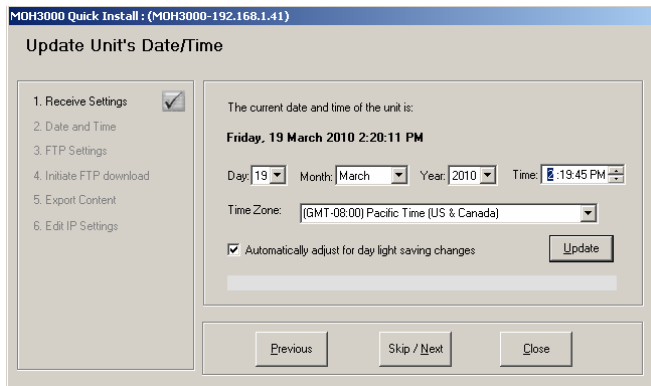 MOH3000 Quick Install : (MOH3000-192.168.1.41)
Update Unit's Date/Time
1. Receive Settings
2. Date and Time
3. FTP Settings
4. Initiate FTP download
5. Export Content
6. Edit IP Settings
The current date and time of the unit is:
Friday, 19 March 2010 2:20:11 PM
Day: 19 Month: March Year: 2010 Time: 2:19:45 PM
Time Zone: (GMT-08:00) Pacific Time (US & Canada)
Automatically adjust for day light saving changes Update
Previous Skip / Next Close